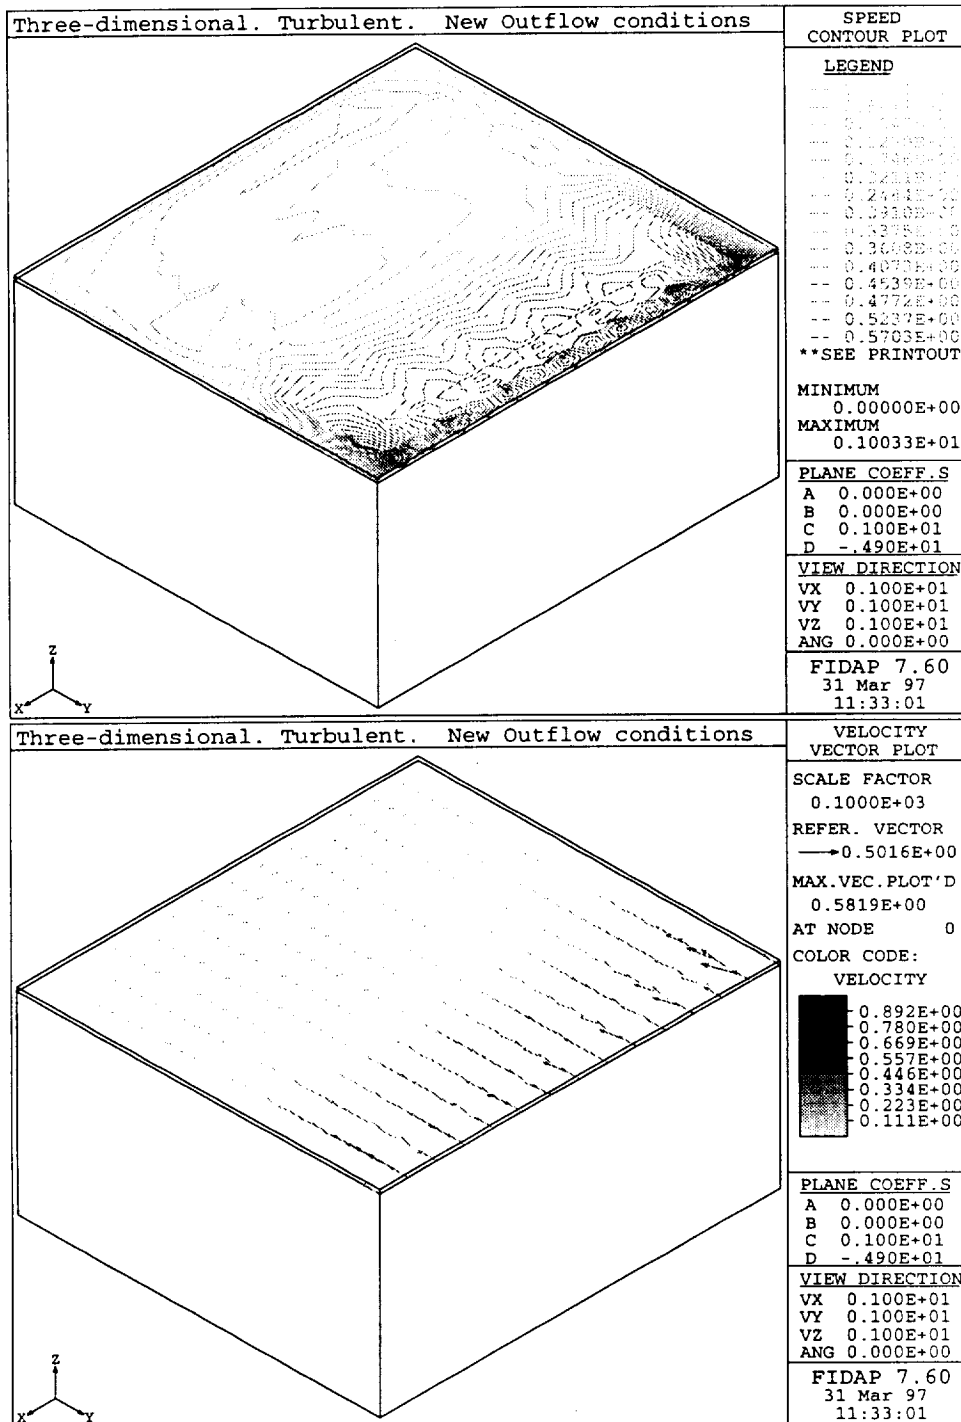 Three-dimensional. Turbulent. New Outflow conditions
SPEED
CONTOUR PLOT
LEGEND
-- 0.4539E+00
-- 0.4772E+00
-- 0.5237E+00
-- 0.5703E+00
**SEE PRINTOUT
MINIMUM
0.00000E+00
MAXIMUM
0.10033E+01
PLANE COEFF.S
A 0.000E+00
B 0.000E+00
C 0.100E+01
D -.490E+01
VIEW DIRECTION
VX 0.100E+01
VY 0.100E+01
VZ 0.100E+01
ANG 0.000E+00
FIDAP 7.60
31 Mar 97
11:33:01
Z
X
Y
Three-dimensional. Turbulent. New Outflow conditions
VELOCITY
VECTOR PLOT
SCALE FACTOR
0.1000E+03
REFER. VECTOR
0.5016E+00
MAX.VEC.PLOT'D
0.5819E+00
AT NODE 0
COLOR CODE:
VELOCITY
0.892E+00
0.780E+00
0.669E+00
0.557E+00
0.446E+00
0.334E+00
0.223E+00
0.111E+00
PLANE COEFF.S
A 0.000E+00
B 0.000E+00
C 0.100E+01
D -.490E+01
VIEW DIRECTION
VX 0.100E+01
VY 0.100E+01
VZ 0.100E+01
ANG 0.000E+00
FIDAP 7.60
31 Mar 97
11:33:01
Z
X
Y